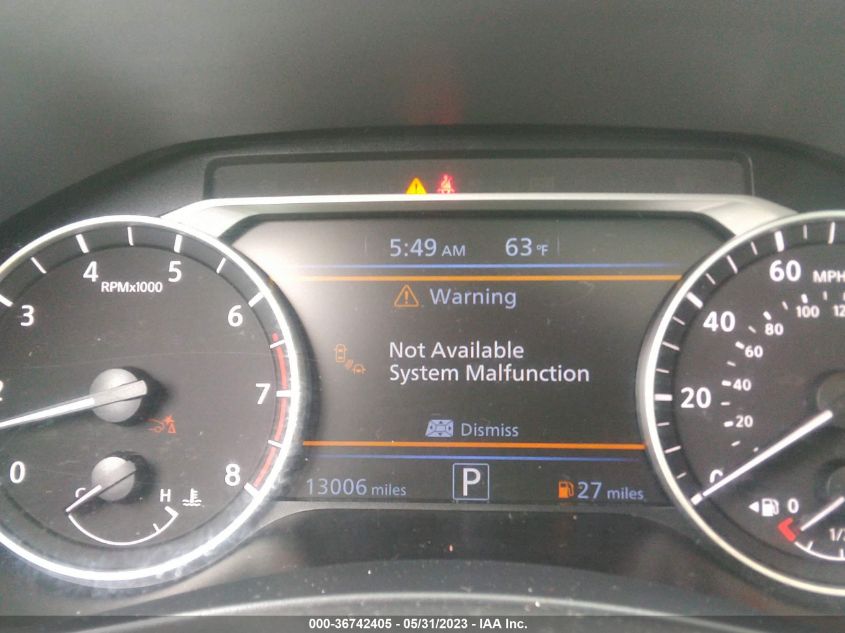 5:49 AM 63°F
Warning
Not Available
System Malfunction
Dismiss
13006 miles P 27 miles
RPMx1000
0 2 3 4 5 6 7 8
C H
MPH
0 20 40 60
20 40 60 80 100
0
000-36742405 - 05/31/2023 - IAA Inc.